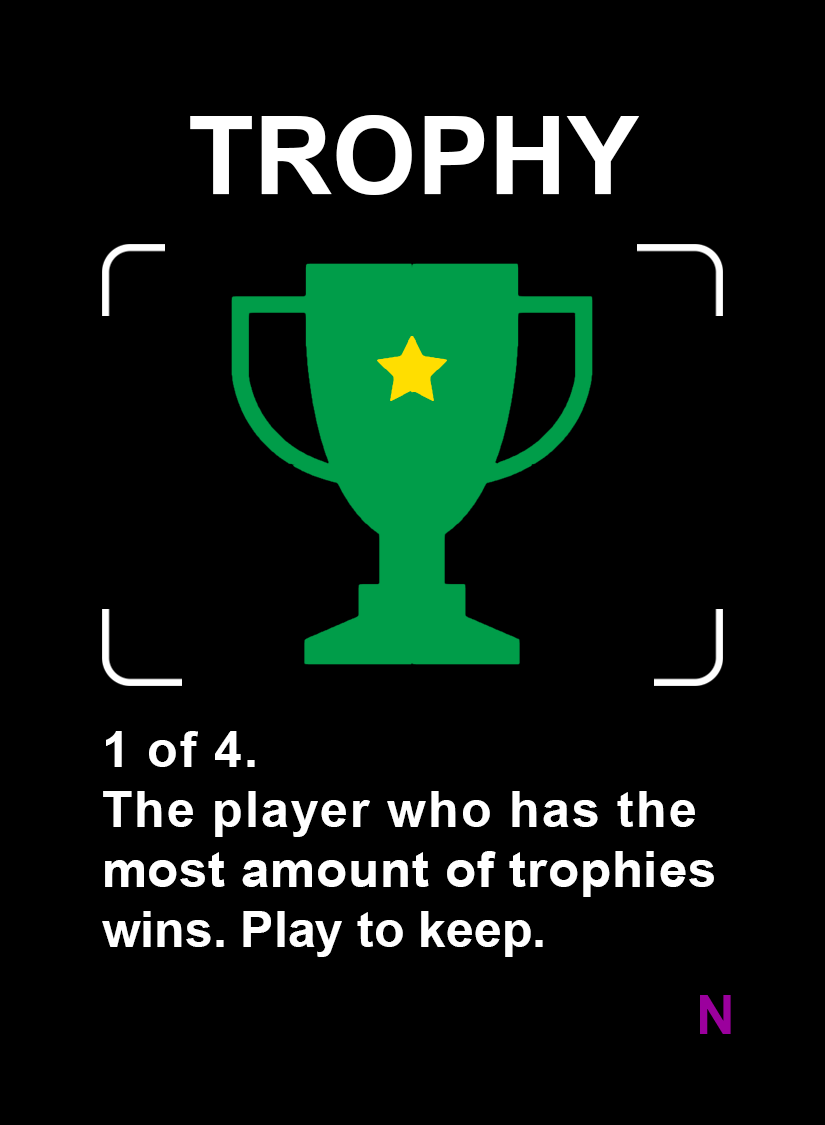 TROPHY
1 of 4.
The player who has the
most amount of trophies
wins. Play to keep.
N